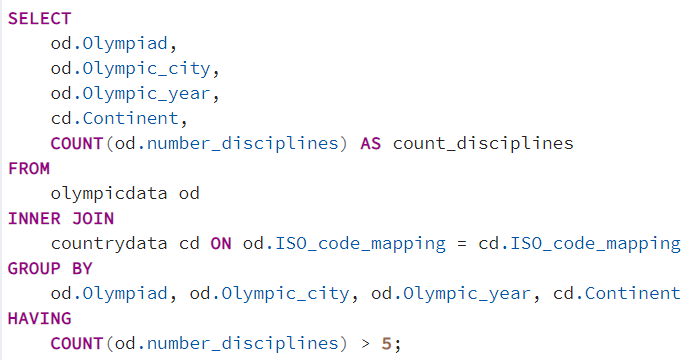 SELECT
od.Olympiad,
od.Olympic_city,
od.Olympic_year,
cd.Continent,
COUNT(od.number_disciplines) AS count_disciplines
FROM
olympicdata od
INNER JOIN
countrydata cd ON od.ISO_code_mapping = cd.ISO_code_mapping
GROUP BY
od.Olympiad, od.Olympic_city, od.Olympic_year, cd.Continent
HAVING
COUNT(od.number_disciplines) > 5;